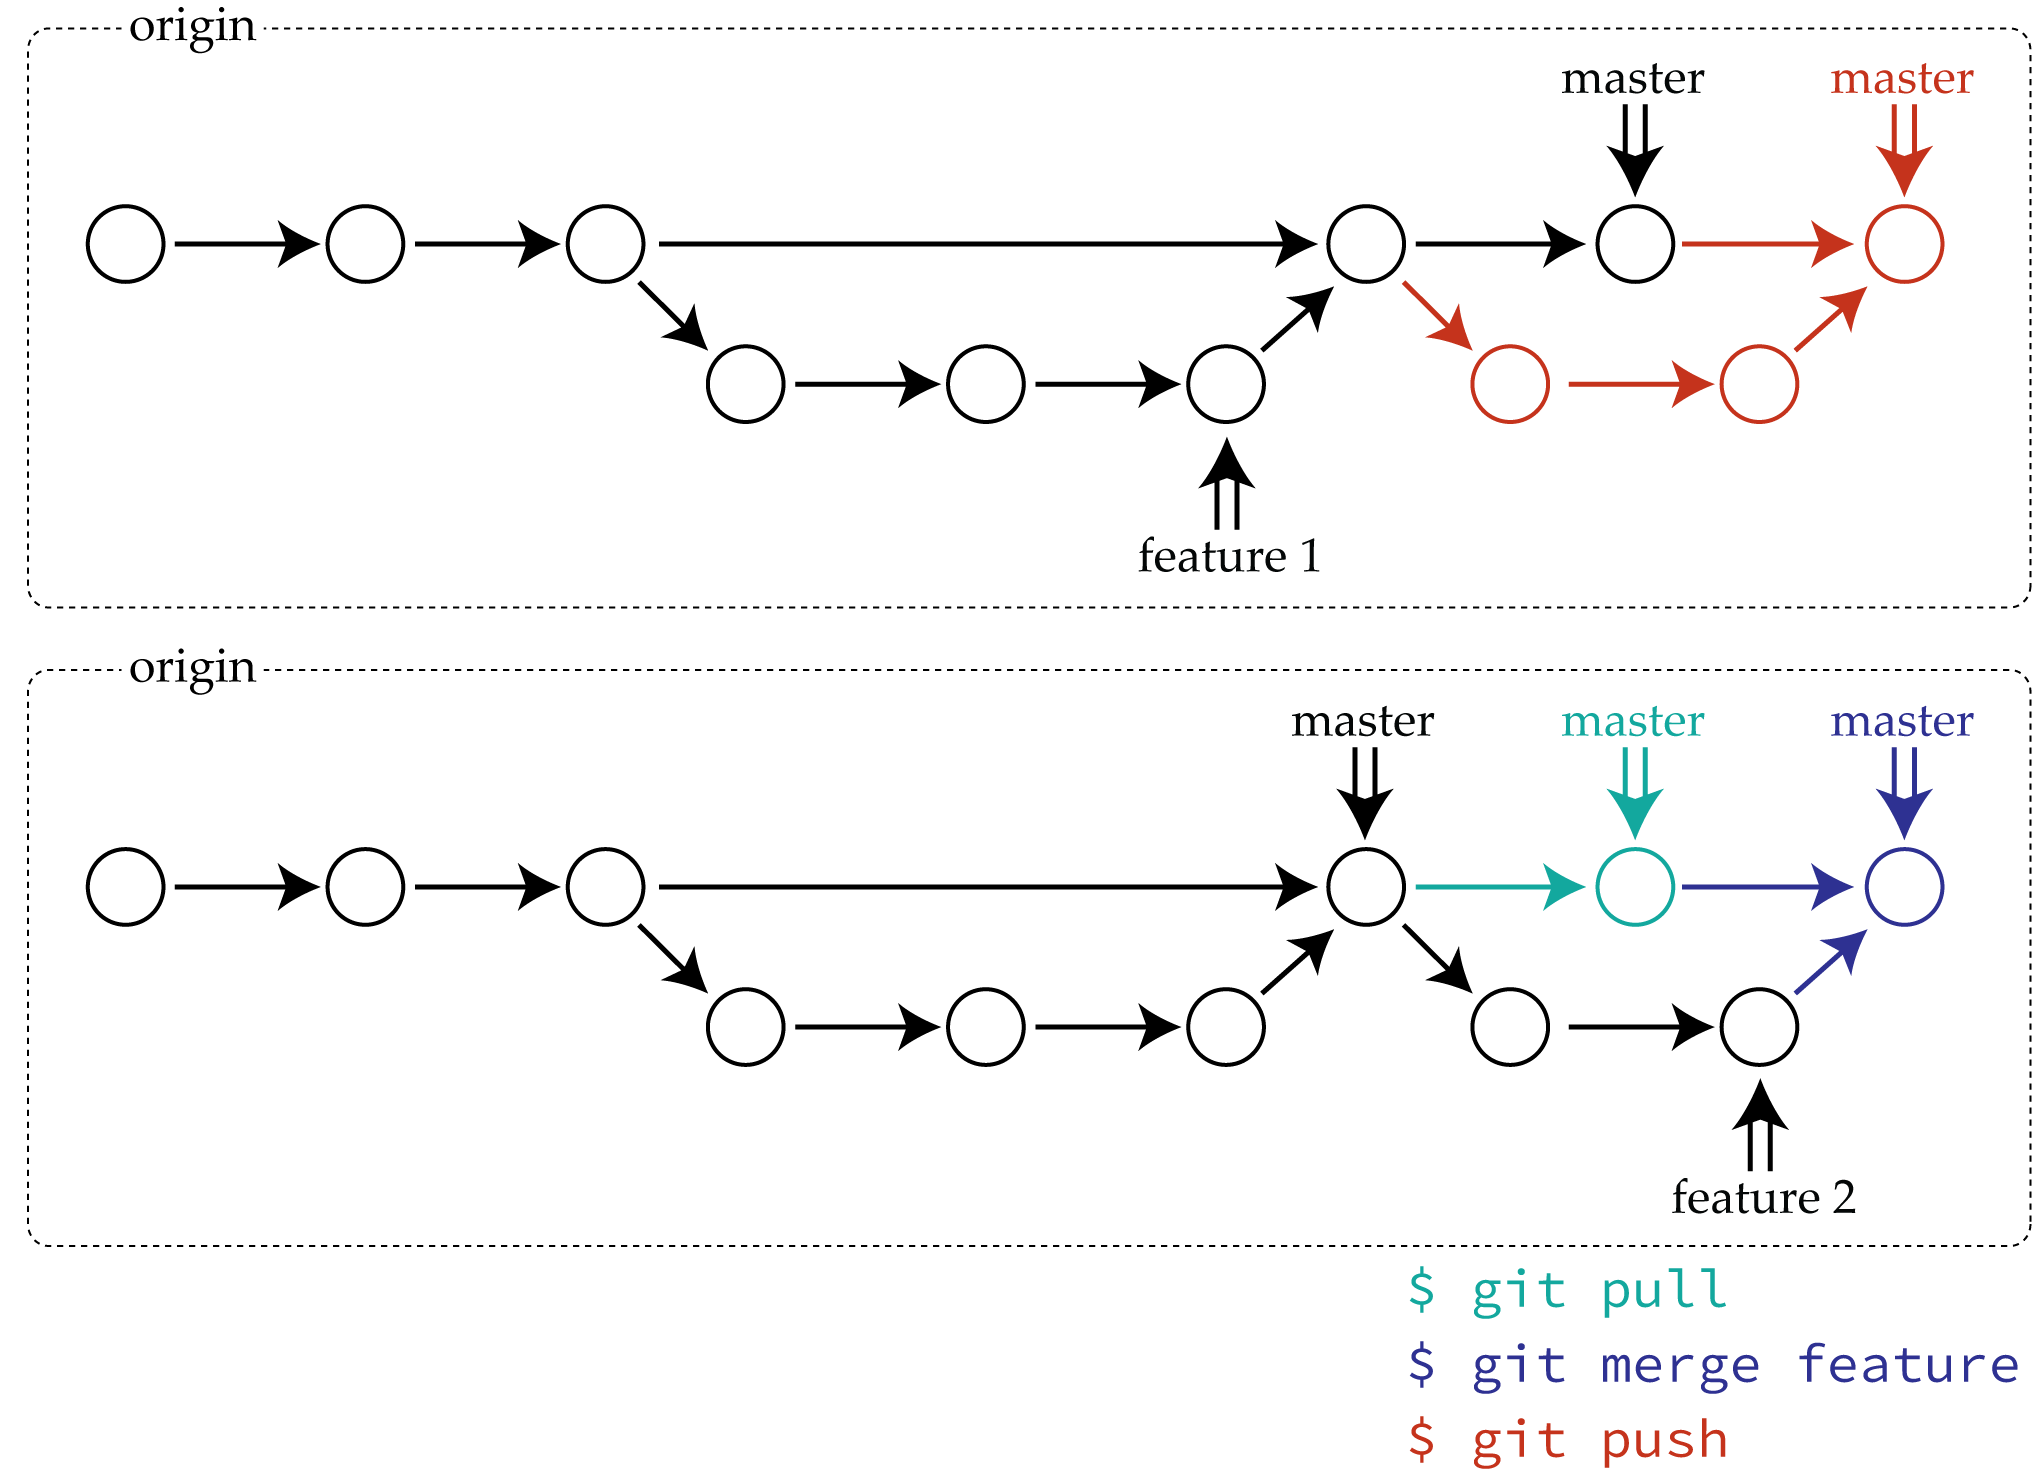 origin
master master
feature 1
origin
master master master
feature 2
$ git pull
$ git merge feature
$ git push